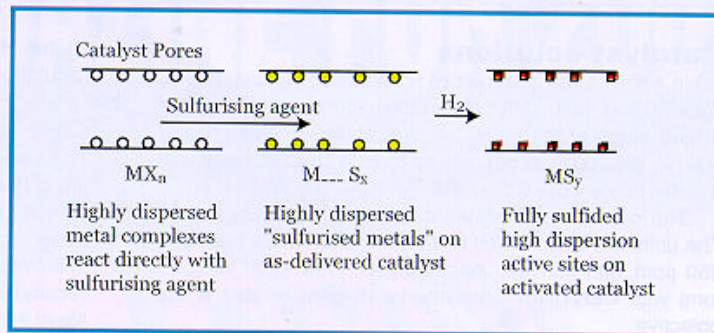 Catalyst Pores
Sulfurising agent
H₂
MXₙ
M.... Sₓ
MSᵧ
Highly dispersed
metal complexes
react directly with
sulfurising agent
Highly dispersed
"sulfurised metals" on
as-delivered catalyst
Fully sulfided
high dispersion
active sites on
activated catalyst